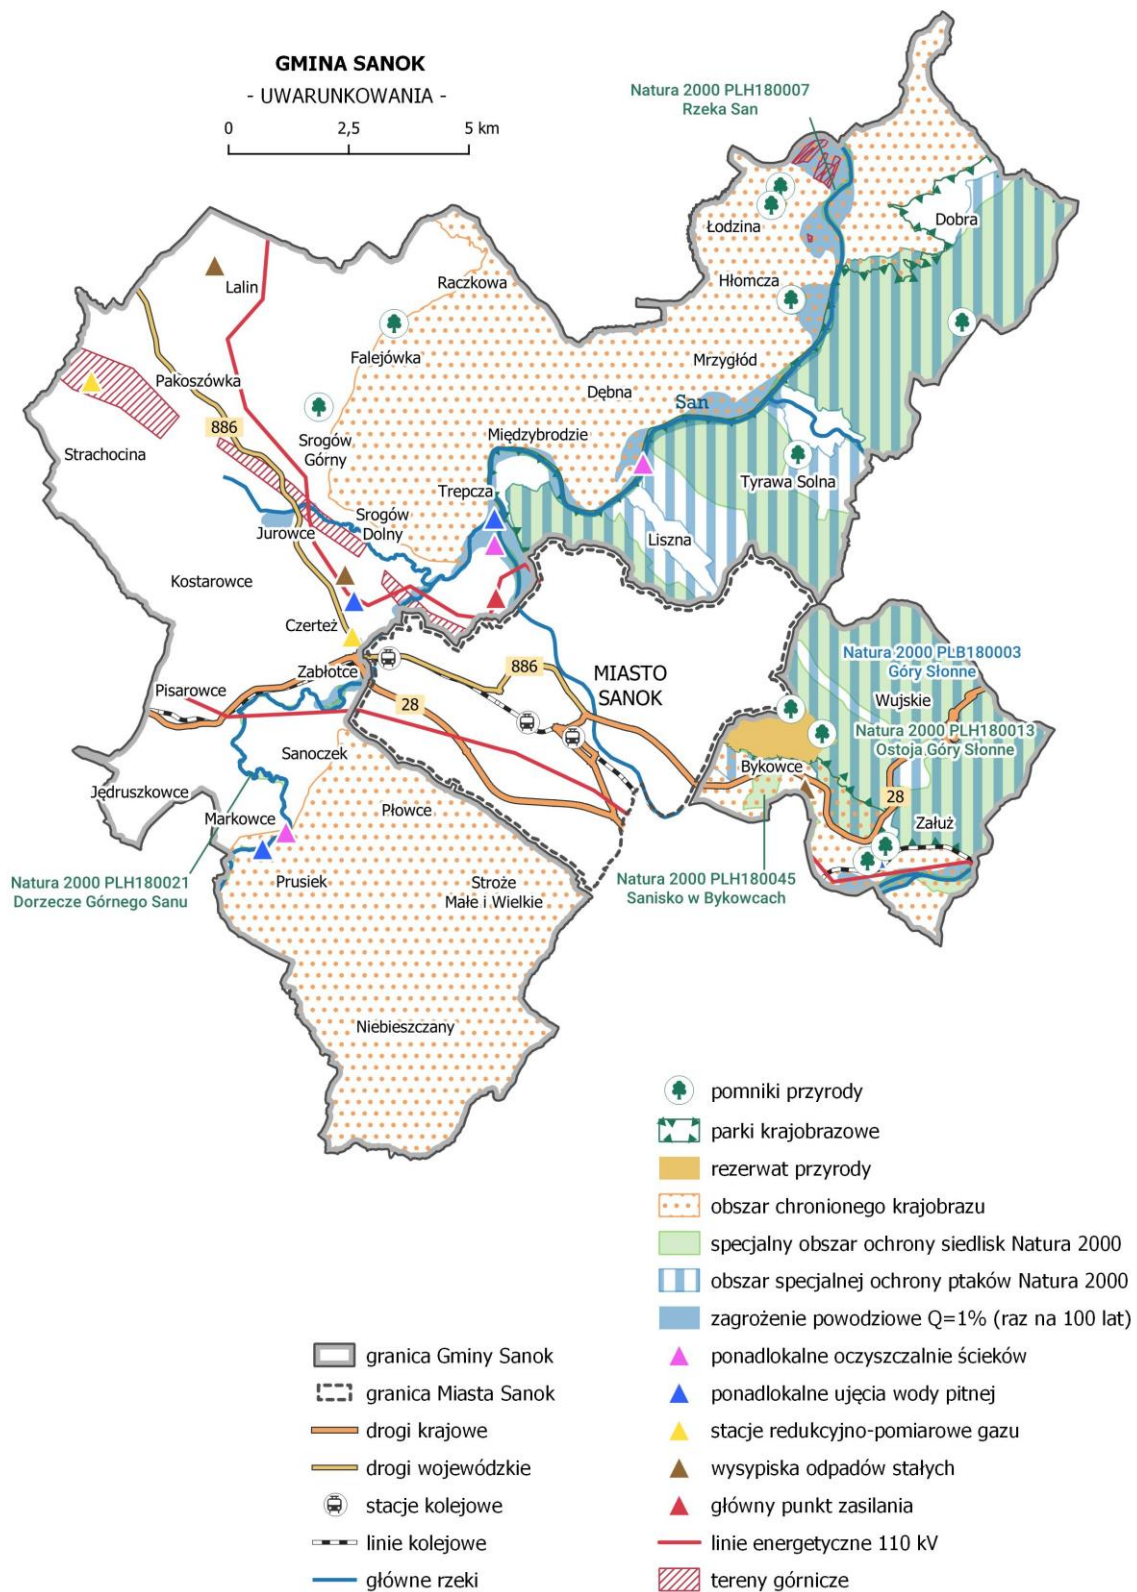 GMINA SANOK
- UWARUNKOWANIA -
0 2,5 5 km
Natura 2000 PLH180007
Rzeka San
Dobra
Łodzina
Hłomcza
Raczkowa
Lalin
Falejówka
Mrzygłód
Pakoszówka
Dębna
San
886
Międzybrodzie
Srogów
Górny
Strachocina
Tyrawa Solna
Trepcza
Srogów
Dolny
Jurowce
Liszna
Kostarowce
Czerteż
Natura 2000 PLB180003
Góry Słonne
886
MIASTO
SANOK
Zabłotce
Pisarowce
28
Wujskie
Natura 2000 PLH180013
Ostoja Góry Słonne
Sanoczek
Bykowce
Jędruszkowce
28
Markowce
Płowce
Załuż
Natura 2000 PLH180021
Dorzecze Górnego Sanu
Prusiek
Stroże
Małe i Wielkie
Natura 2000 PLH180045
Sanisko w Bykowcach
Niebieszczany
pomniki przyrody
parki krajobrazowe
rezerwat przyrody
obszar chronionego krajobrazu
specjalny obszar ochrony siedlisk Natura 2000
obszar specjalnej ochrony ptaków Natura 2000
zagrożenie powodziowe Q=1% (raz na 100 lat)
granica Gminy Sanok
ponadlokalne oczyszczalnie ścieków
granica Miasta Sanok
ponadlokalne ujęcia wody pitnej
drogi krajowe
stacje redukcyjno-pomiarowe gazu
drogi wojewódzkie
wysypiska odpadów stałych
stacje kolejowe
główny punkt zasilania
linie kolejowe
linie energetyczne 110 kV
główne rzeki
tereny górnicze